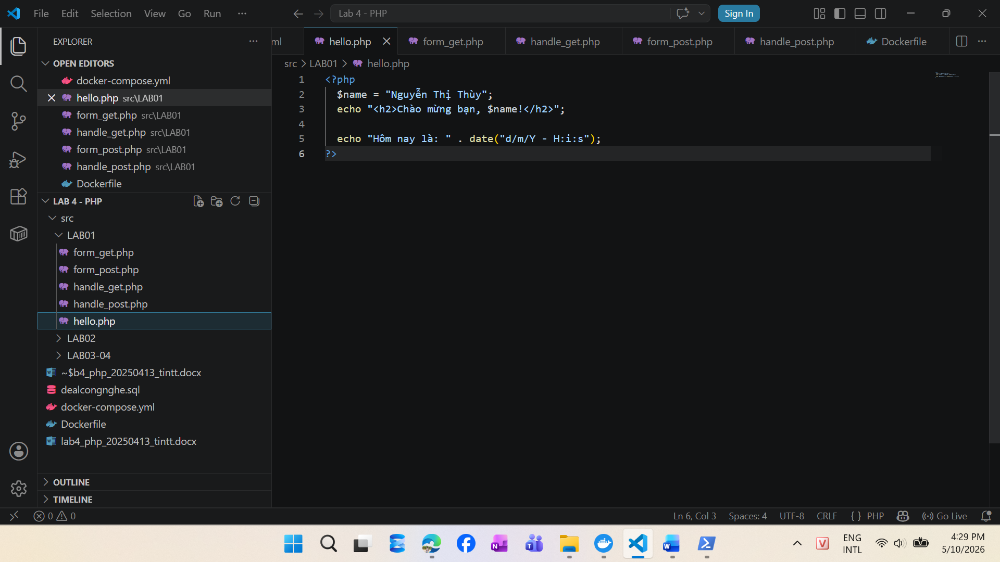 File Edit Selection View Go Run
Lab 4 - PHP
Sign In
EXPLORER
ml
hello.php
form_get.php
handle_get.php
form_post.php
handle_post.php
Dockerfile
OPEN EDITORS
docker-compose.yml
hello.php src\LAB01
form_get.php src\LAB01
handle_get.php src\LAB01
form_post.php src\LAB01
handle_post.php src\LAB01
Dockerfile
LAB 4 - PHP
src
LAB01
form_get.php
form_post.php
handle_get.php
handle_post.php
hello.php
LAB02
LAB03-04
~$b4_php_20250413_tintt.docx
dealcongnghe.sql
docker-compose.yml
Dockerfile
lab4_php_20250413_tintt.docx
OUTLINE
TIMELINE
src > LAB01 > hello.php
1 <?php
2 $name = "Nguyễn Thị Thùy";
3 echo "<h2>Chào mừng bạn, $name!</h2>";
4
5 echo "Hôm nay là: " . date("d/m/Y - H:i:s");
6 ?>
0 0
Ln 6, Col 3 Spaces: 4 UTF-8 CRLF { } PHP Go Live
ENG
INTL
4:29 PM
5/10/2026